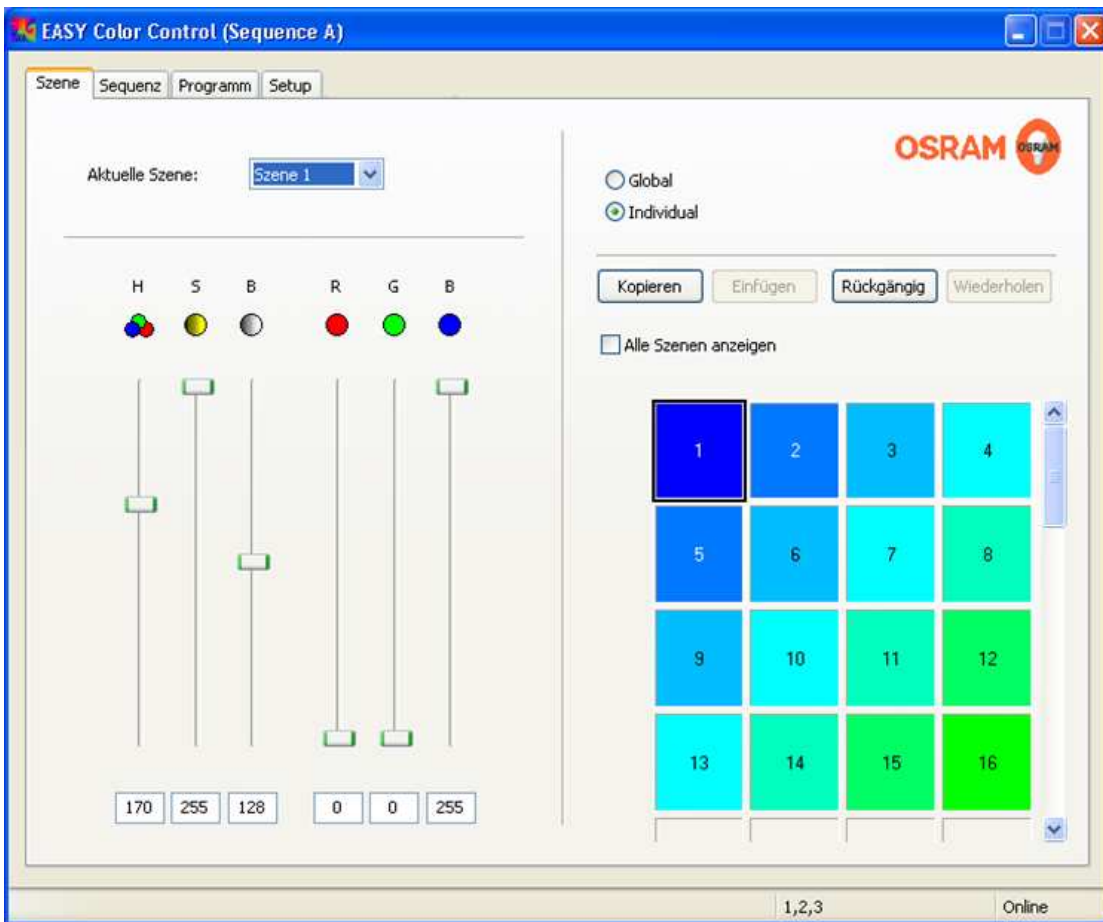 EASY Color Control (Sequence A)
Szene Sequenz Programm Setup
Aktuelle Szene: Szene 1
OSRAM OSRAM
Global
Individual
H S B R G B
Kopieren Einfügen Rückgängig Wiederholen
Alle Szenen anzeigen
1 2 3 4
5 6 7 8
9 10 11 12
13 14 15 16
170 255 128 0 0 255
1,2,3 Online